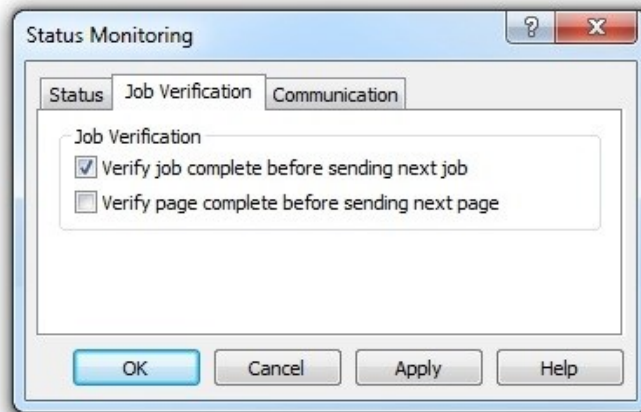 Status Monitoring
?
X
Status Job Verification Communication
Job Verification
Verify job complete before sending next job
Verify page complete before sending next page
OK Cancel Apply Help